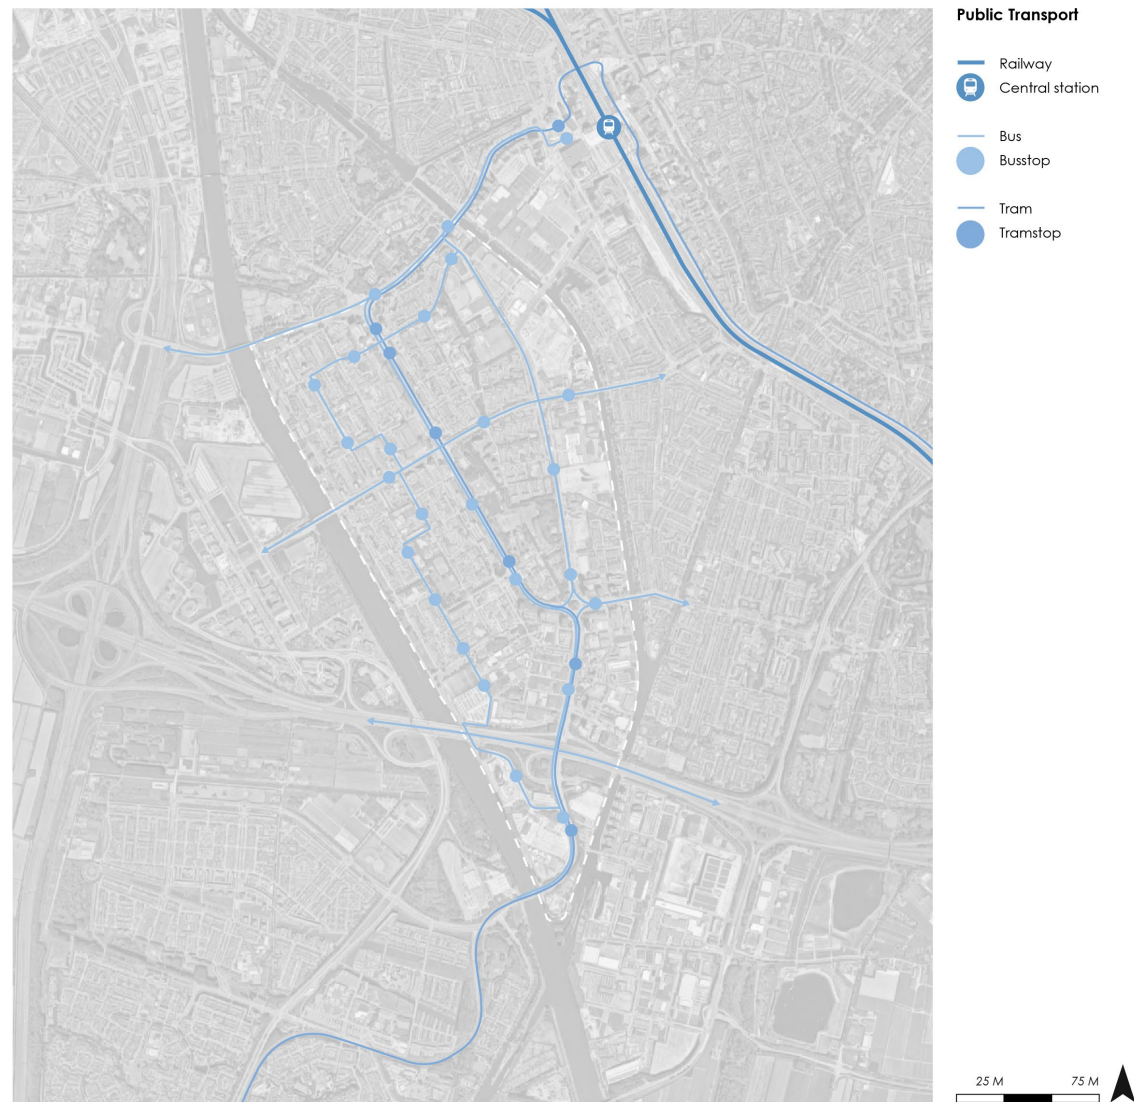 Public Transport
Railway
Central station
Bus
Busstop
Tram
Tramstop
25 M 75 M